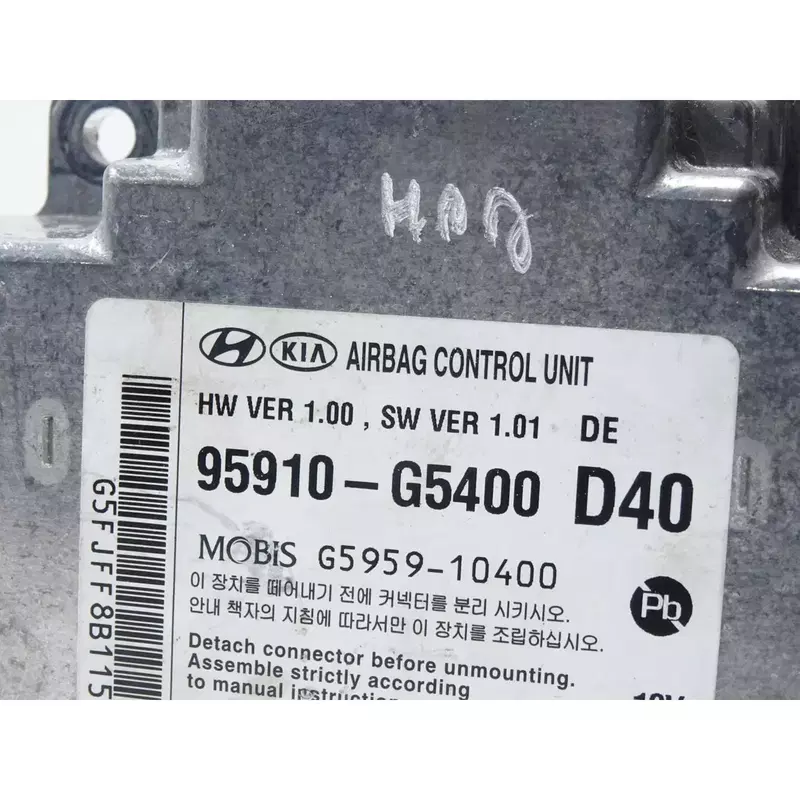 KIA AIRBAG CONTROL UNIT
HW VER 1.00 , SW VER 1.01 DE
95910-G5400 D40
MOBIS G5959-10400
이 장치를 떼어내기 전에 커넥터를 분리 시키시오.
안내 책자의 지침에 따라서만 이 장치를 조립하십시오.
Pb
Detach connector before unmounting.
Assemble strictly according
to manual instruction
12V
G5FJFF8B115